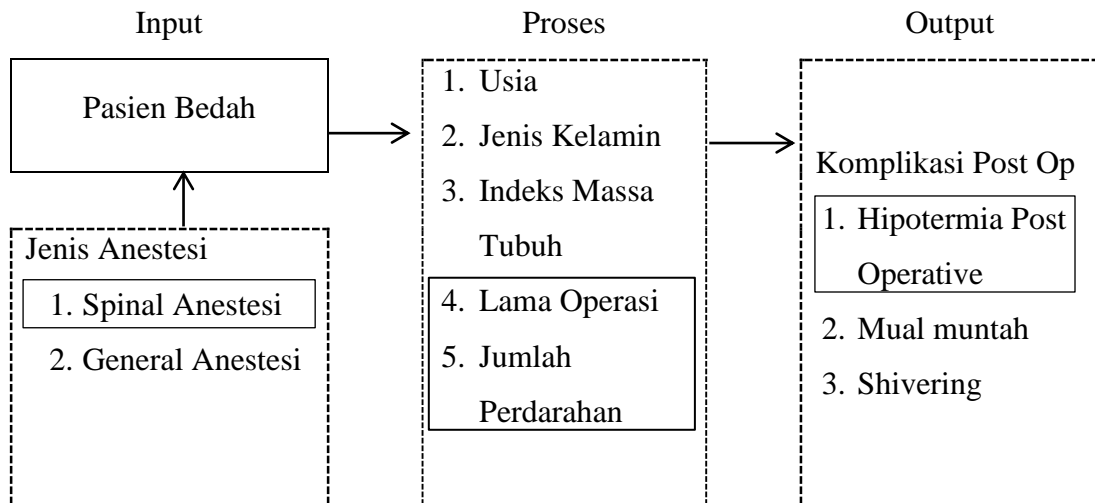 Input
Pasien Bedah
Jenis Anestesi
1. Spinal Anestesi
2. General Anestesi
Proses
1. Usia
2. Jenis Kelamin
3. Indeks Massa
Tubuh
4. Lama Operasi
5. Jumlah
Perdarahan
Output
Komplikasi Post Op
1. Hipotermia Post
Operative
2. Mual muntah
3. Shivering